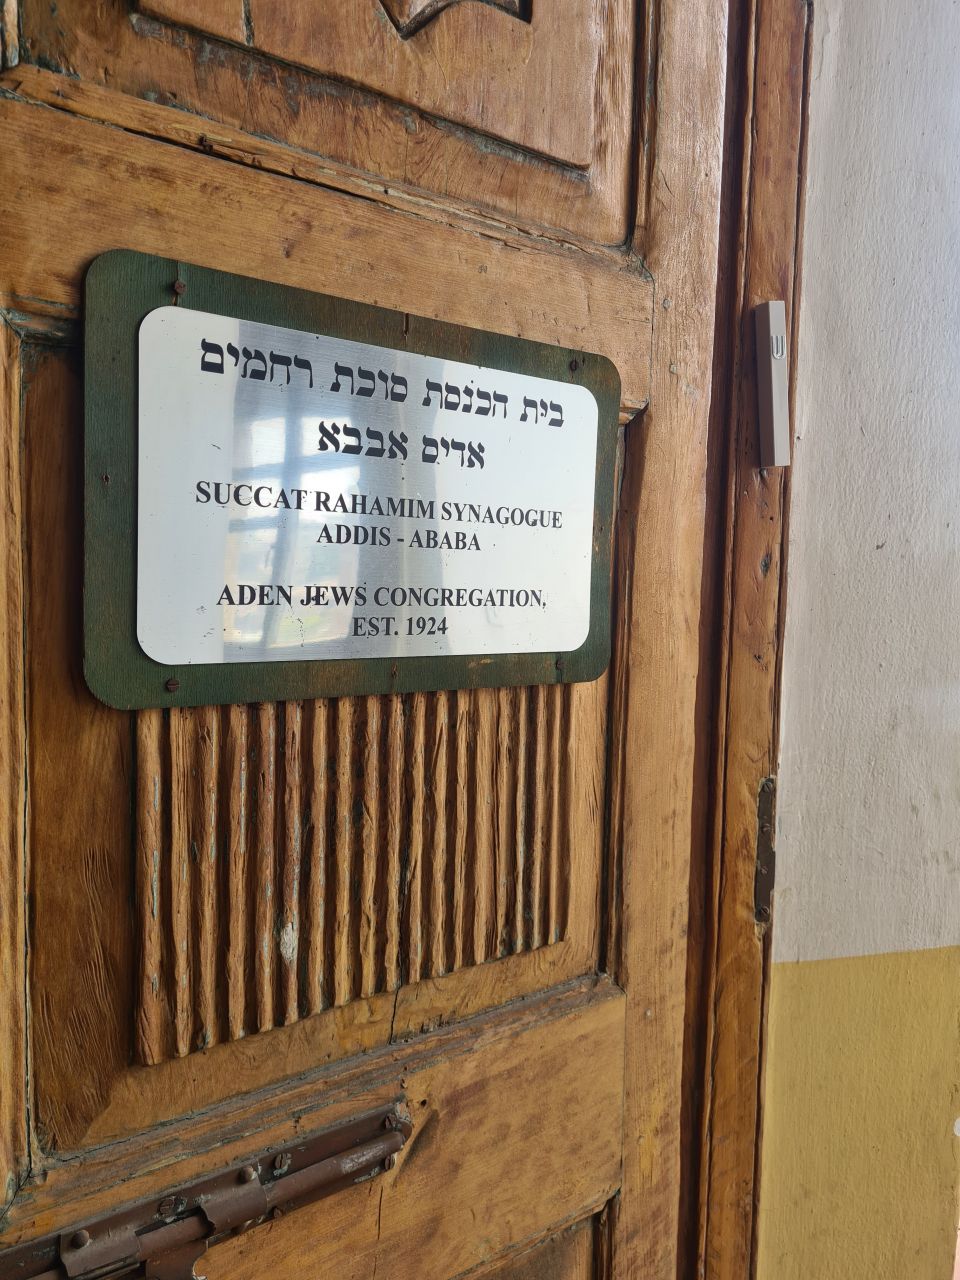 בית הכנסת סוכת רחמים
אדיס אבבא
SUCCAT RAHAMIM SYNAGOGUE
ADDIS - ABABA
ADEN JEWS CONGREGATION,
EST. 1924
ש